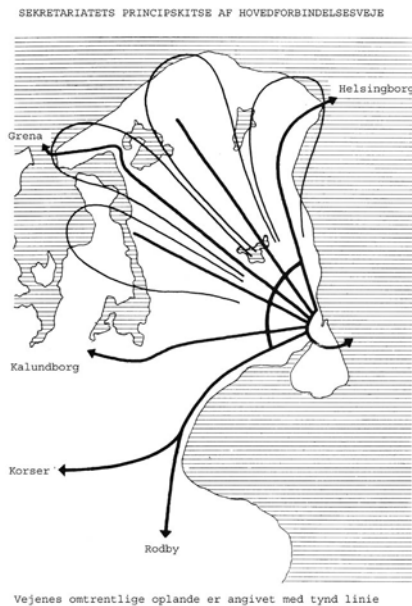 SEKRETARIATETS PRINCIPSKITSE AF HOVEDFORBINDELSESVEJE
Helsingborg
Grena
Kalundborg
Korser
Rodby
Vejenes omtrentlige oplande er angivet med tynd linie